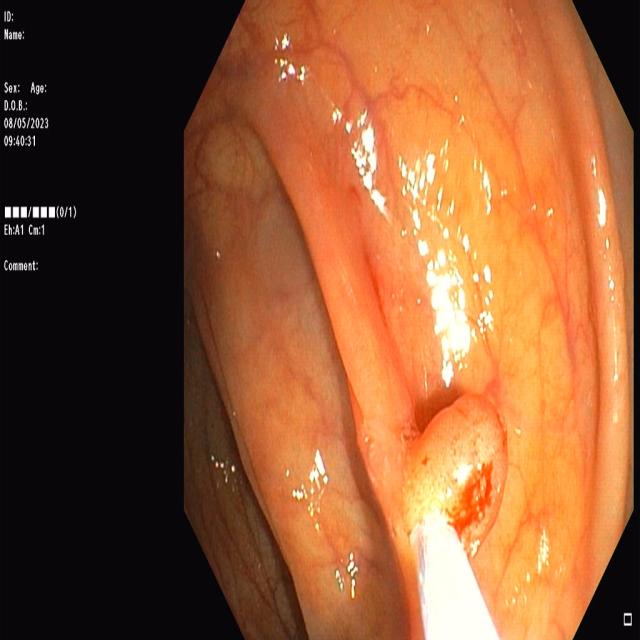 ID:
Name:
Sex: Age:
D.O.B.:
08/05/2023
09:40:31
■■■/■■■(0/1)
Eh:A1 Cm:1
Comment: